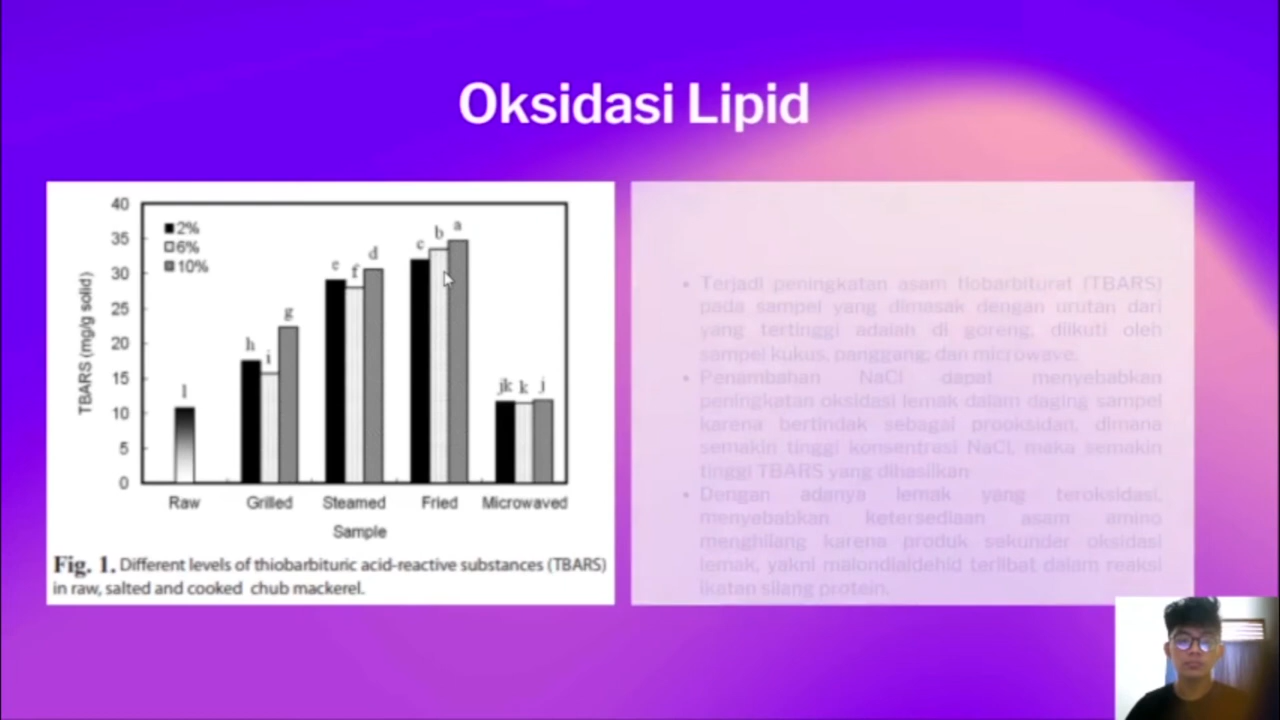 Oksidasi Lipid
40
35
30
25
20
15
10
5
0
TBARS (mg/g solid)
2%
6%
10%
l
h
i
g
e
f
d
c
b
a
jk
k
j
Raw
Grilled
Steamed
Fried
Microwaved
Sample
Fig. 1. Different levels of thiobarbituric acid-reactive substances (TBARS)
in raw, salted and cooked chub mackerel.
• Terjadi peningkatan asam tiobarbiturat (TBARS)
pada sampel yang dimasak dengan urutan dari
yang tertinggi adalah di goreng, diikuti oleh
sampel kukus, panggang, dan microwave.
• Penambahan NaCl dapat menyebabkan
peningkatan oksidasi lemak dalam daging sampel
karena bertindak sebagai prooksidan, dimana
semakin tinggi konsentrasi NaCl, maka semakin
tinggi TBARS yang dihasilkan
• Dengan adanya lemak yang teroksidasi,
menyebabkan ketersediaan asam amino
menghilang karena produk sekunder oksidasi
lemak, yakni malondialdehid terlibat dalam reaksi
ikatan silang protein.